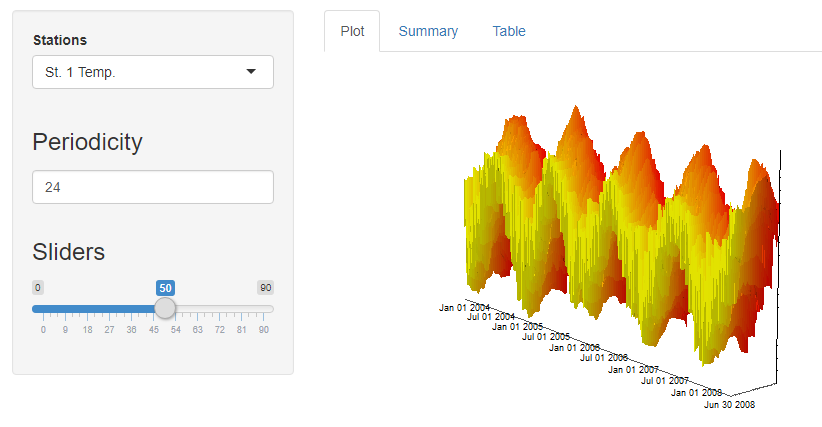 Stations
St. 1 Temp.
Periodicity
24
Sliders
0 50 90
0 9 18 27 36 45 54 63 72 81 90
Plot Summary Table
Jan 01 2004
Jul 01 2004
Jan 01 2005
Jul 01 2005
Jan 01 2006
Jul 01 2006
Jan 01 2007
Jul 01 2007
Jan 01 2008
Jun 30 2008